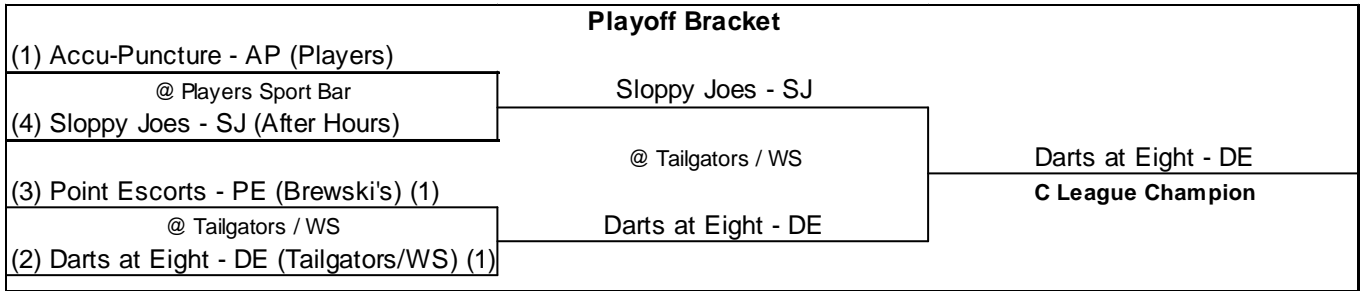 Playoff Bracket
(1) Accu-Puncture - AP (Players)
@ Players Sport Bar
Sloppy Joes - SJ
(4) Sloppy Joes - SJ (After Hours)
@ Tailgators / WS
Darts at Eight - DE
(3) Point Escorts - PE (Brewski's) (1)
C League Champion
@ Tailgators / WS
Darts at Eight - DE
(2) Darts at Eight - DE (Tailgators/WS) (1)